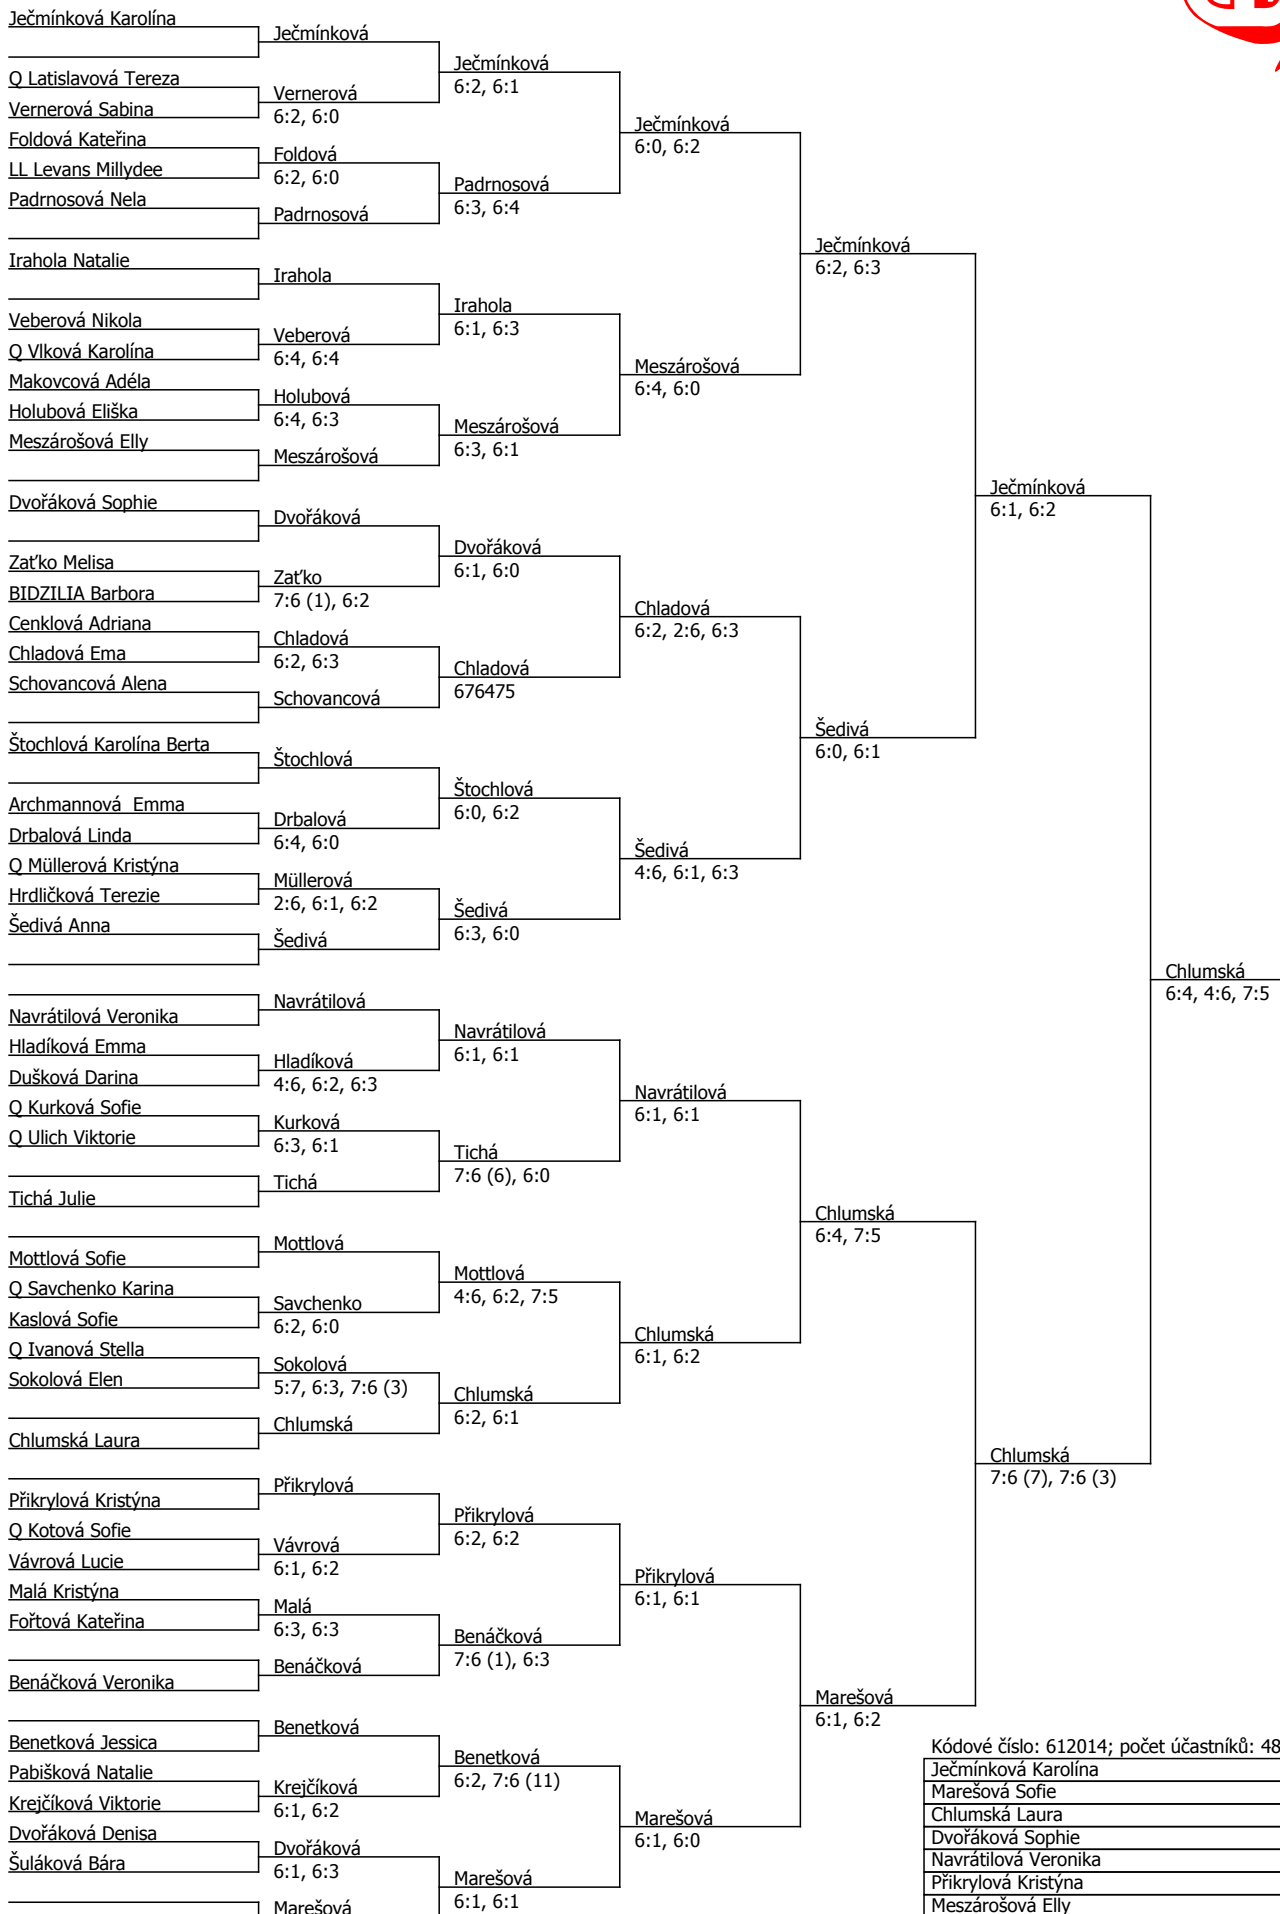 Ječmínková Karolína
Q Latislavová Tereza
Vernerová Sabina
Foldová Kateřina
LL Levans Millydee
Padrnosová Nela
Irahola Natalie
Veberová Nikola
Q Vlková Karolína
Makovcová Adéla
Holubová Eliška
Meszárošová Elly
Dvořáková Sophie
Zaťko Melisa
BIDZILIA Barbora
Cenklová Adriana
Chladová Ema
Schovancová Alena
Štochlová Karolína Berta
Archmannová  Emma
Drbalová Linda
Q Müllerová Kristýna
Hrdličková Terezie
Šedivá Anna
Navrátilová Veronika
Hladíková Emma
Dušková Darina
Q Kurková Sofie
Q Ulich Viktorie
Tichá Julie
Mottlová Sofie
Q Savchenko Karina
Kaslová Sofie
Q Ivanová Stella
Sokolová Elen
Chlumská Laura
Přikrylová Kristýna
Q Kotová Sofie
Vávrová Lucie
Malá Kristýna
Fořtová Kateřina
Benáčková Veronika
Benetková Jessica
Pabišková Natalie
Krejčíková Viktorie
Dvořáková Denisa
Šuláková Bára
Ječmínková
Vernerová
6:2, 6:0
Foldová
6:2, 6:0
Padrnosová
Irahola
Veberová
6:4, 6:4
Holubová
6:4, 6:3
Meszárošová
Dvořáková
Zaťko
7:6 (1), 6:2
Chladová
6:2, 6:3
Schovancová
Štochlová
Drbalová
6:4, 6:0
Müllerová
2:6, 6:1, 6:2
Šedivá
Navrátilová
Hladíková
4:6, 6:2, 6:3
Kurková
6:3, 6:1
Tichá
Mottlová
Savchenko
6:2, 6:0
Sokolová
5:7, 6:3, 7:6 (3)
Chlumská
Přikrylová
Vávrová
6:1, 6:2
Malá
6:3, 6:3
Benáčková
Benetková
Krejčíková
6:1, 6:2
Dvořáková
6:1, 6:3
Marešová
Ječmínková
6:2, 6:1
Padrnosová
6:3, 6:4
Irahola
6:1, 6:3
Meszárošová
6:3, 6:1
Dvořáková
6:1, 6:0
Chladová
676475
Štochlová
6:0, 6:2
Šedivá
6:3, 6:0
Navrátilová
6:1, 6:1
Tichá
7:6 (6), 6:0
Mottlová
4:6, 6:2, 7:5
Chlumská
6:2, 6:1
Přikrylová
6:2, 6:2
Benáčková
7:6 (1), 6:3
Benetková
6:2, 7:6 (11)
Marešová
6:1, 6:1
Ječmínková
6:0, 6:2
Meszárošová
6:4, 6:0
Chladová
6:2, 2:6, 6:3
Šedivá
4:6, 6:1, 6:3
Navrátilová
6:1, 6:1
Chlumská
6:1, 6:2
Přikrylová
6:1, 6:1
Marešová
6:1, 6:0
Ječmínková
6:2, 6:3
Šedivá
6:0, 6:1
Chlumská
6:4, 7:5
Marešová
6:1, 6:2
Ječmínková
6:1, 6:2
Chlumská
7:6 (7), 7:6 (3)
Chlumská
6:4, 4:6, 7:5
Kódové číslo: 612014; počet účastníků: 48
Ječmínková Karolína
Marešová Sofie
Chlumská Laura
Dvořáková Sophie
Navrátilová Veronika
Přikrylová Kristýna
Meszárošová Elly